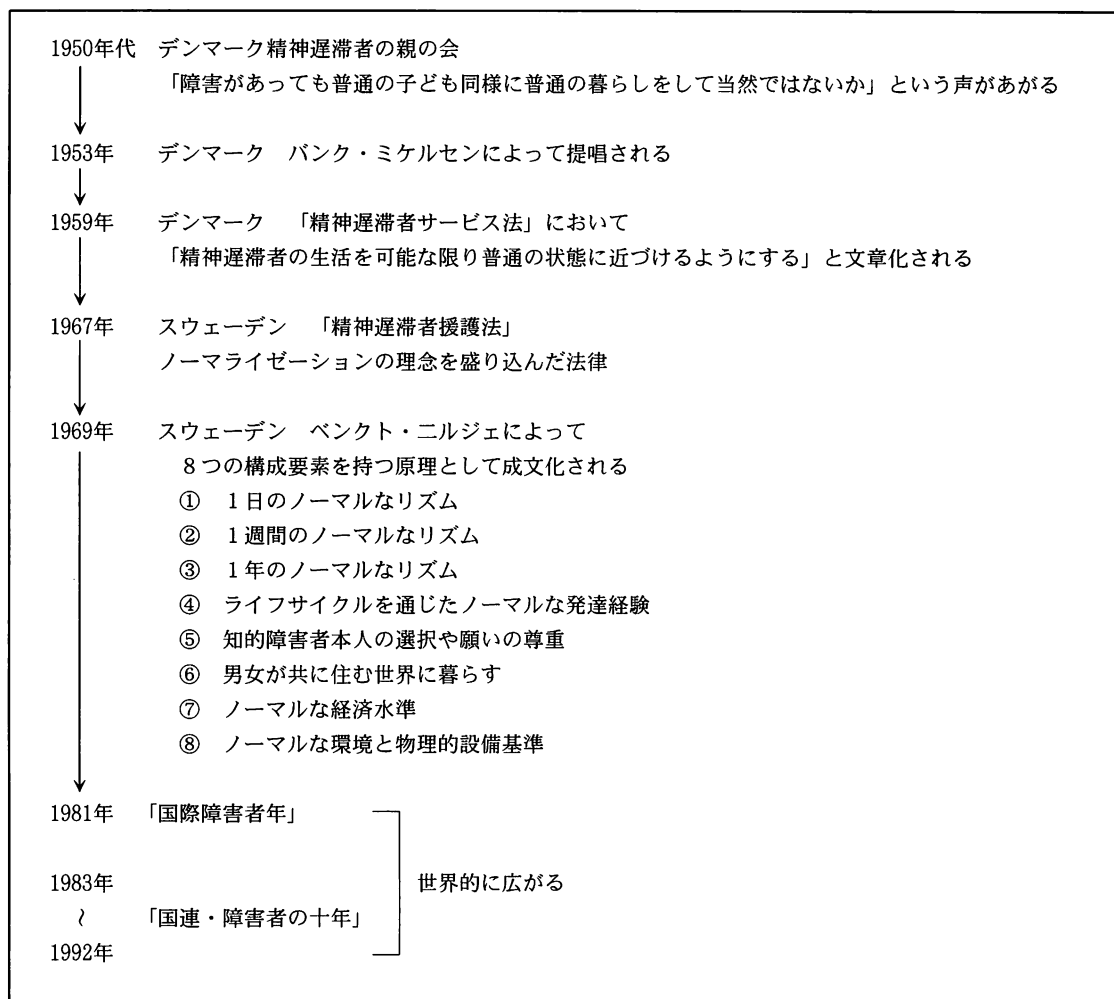 1950年代　デンマーク精神遅滞者の親の会
「障害があっても普通の子ども同様に普通の暮らしをして当然ではないか」という声があがる
1953年　デンマーク　バンク・ミケルセンによって提唱される
1959年　デンマーク　「精神遅滞者サービス法」において
「精神遅滞者の生活を可能な限り普通の状態に近づけるようにする」と文章化される
1967年　スウェーデン　「精神遅滞者援護法」
ノーマライゼーションの理念を盛り込んだ法律
1969年　スウェーデン　ベンクト・ニルジェによって
8つの構成要素を持つ原理として成文化される
①　1日のノーマルなリズム
②　1週間のノーマルなリズム
③　1年のノーマルなリズム
④　ライフサイクルを通じたノーマルな発達経験
⑤　知的障害者本人の選択や願いの尊重
⑥　男女が共に住む世界に暮らす
⑦　ノーマルな経済水準
⑧　ノーマルな環境と物理的設備基準
1981年　「国際障害者年」
1983年　世界的に広がる
～　「国連・障害者の十年」
1992年